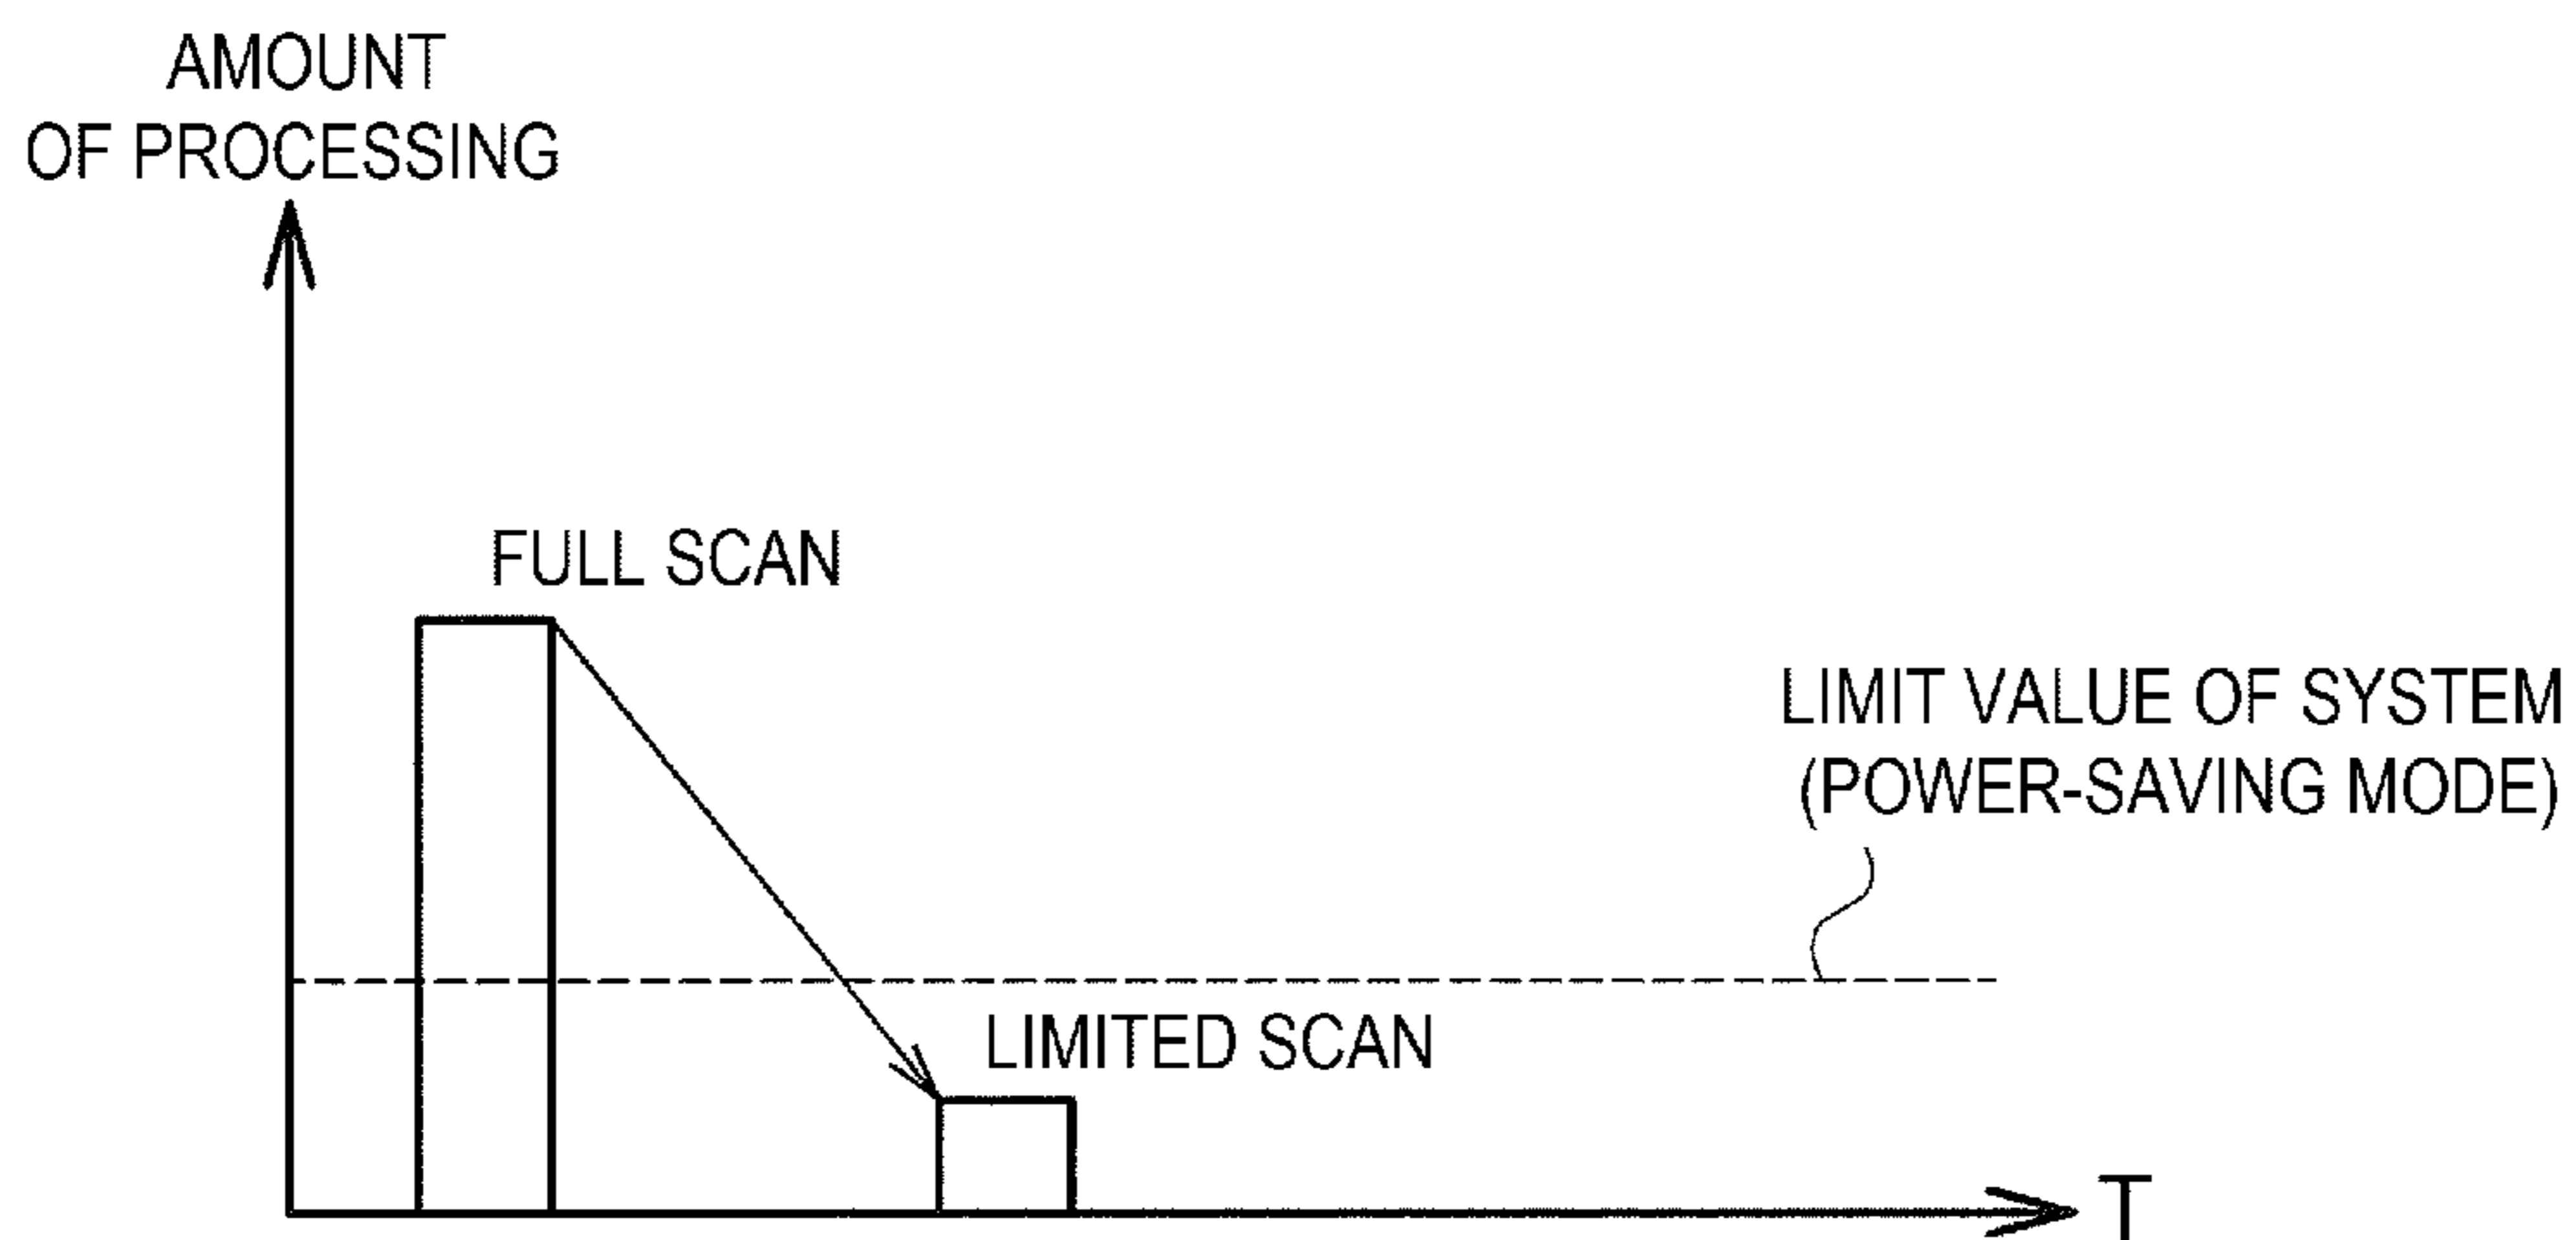 AMOUNT
OF PROCESSING
FULL SCAN
LIMIT VALUE OF SYSTEM
(POWER-SAVING MODE)
LIMITED SCAN
T